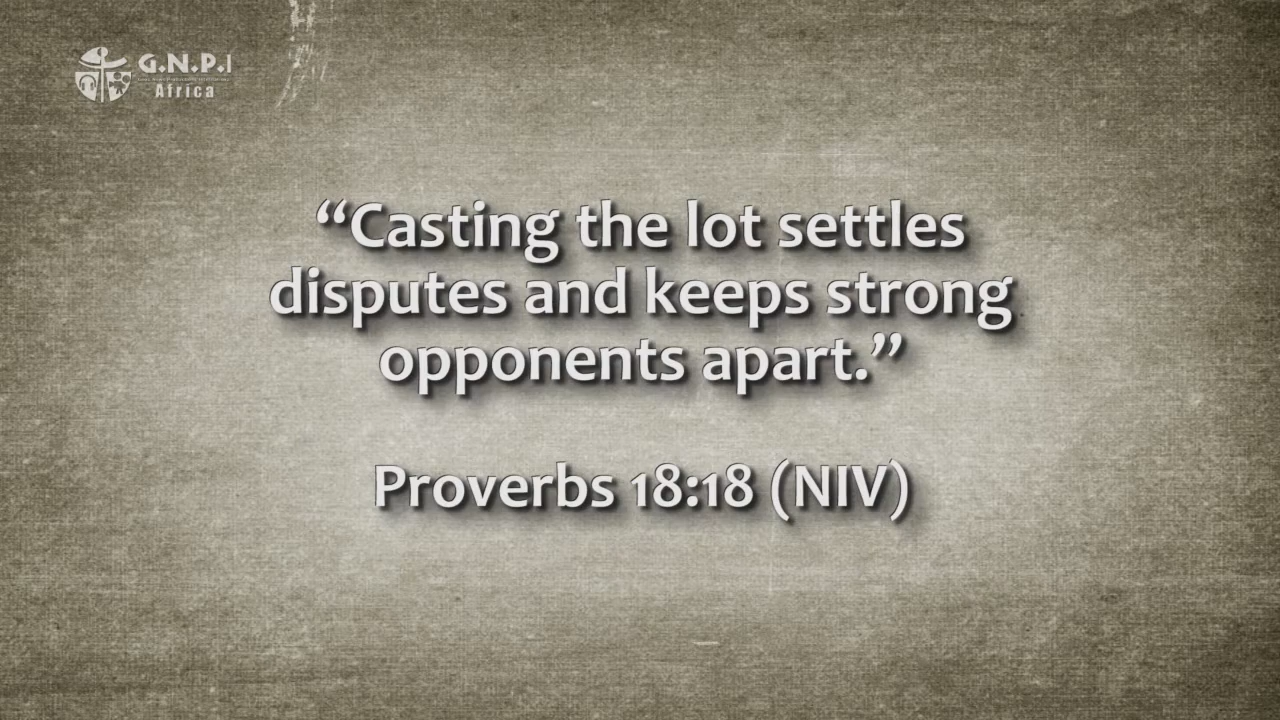 G.N.P.I
Africa
“Casting the lot settles
disputes and keeps strong
opponents apart.”
Proverbs 18:18 (NIV)